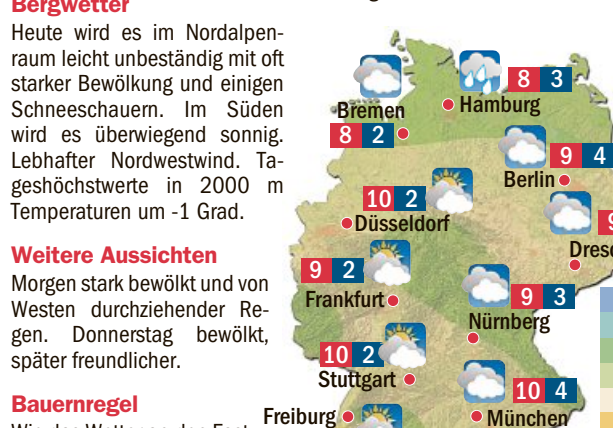 Bergwetter
Heute wird es im Nordalpen-
raum leicht unbeständig mit oft
starker Bewölkung und einigen
Schneeschauern. Im Süden
wird es überwiegend sonnig.
Lebhafter Nordwestwind. Ta-
geshöchstwerte in 2000 m
Temperaturen um -1 Grad.
Weitere Aussichten
Morgen stark bewölkt und von
Westen durchziehender Re-
gen. Donnerstag bewölkt,
später freundlicher.
Bauernregel
8 3
Hamburg
Bremen
8 2
9 4
Berlin
10 2
Düsseldorf
9 2
Frankfurt
9 3
Nürnberg
10 2
Stuttgart
10 4
München
Freiburg